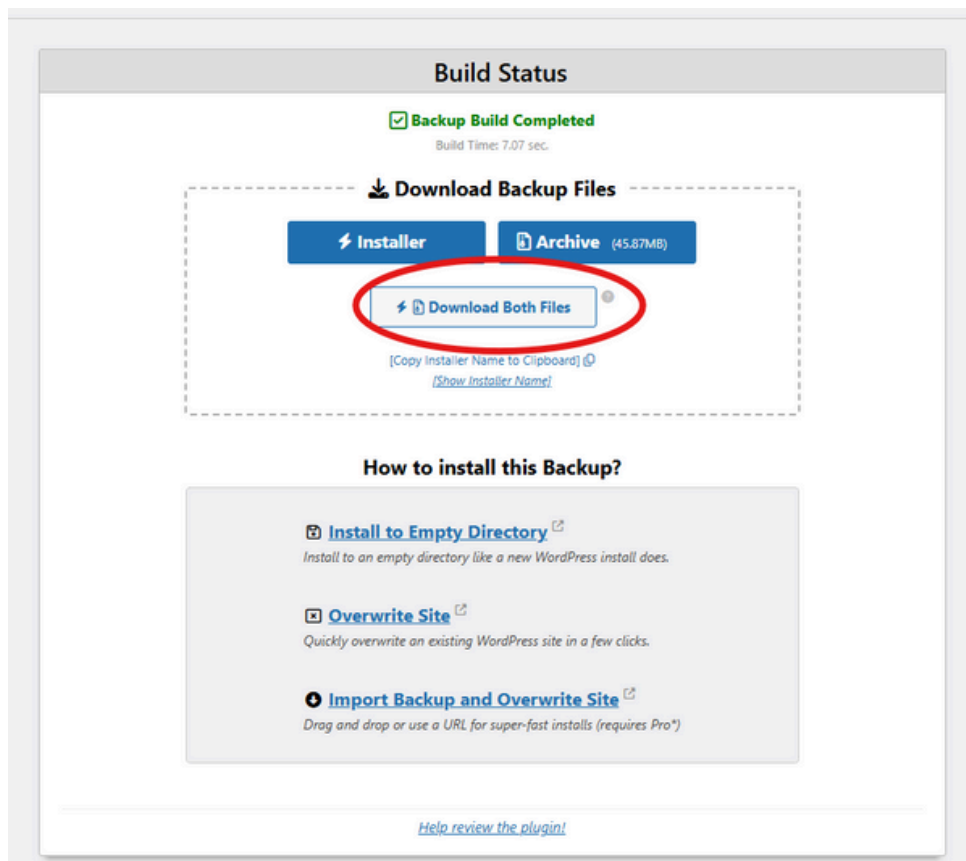 Build Status
Backup Build Completed
Build Time: 7.07 sec.
Download Backup Files
Installer
Archive (45.87MB)
Download Both Files
[Copy Installer Name to Clipboard]
[Show Installer Name]
How to install this Backup?
Install to Empty Directory
Install to an empty directory like a new WordPress install does.
Overwrite Site
Quickly overwrite an existing WordPress site in a few clicks.
Import Backup and Overwrite Site
Drag and drop or use a URL for super-fast installs (requires Pro*)
Help review the plugin!